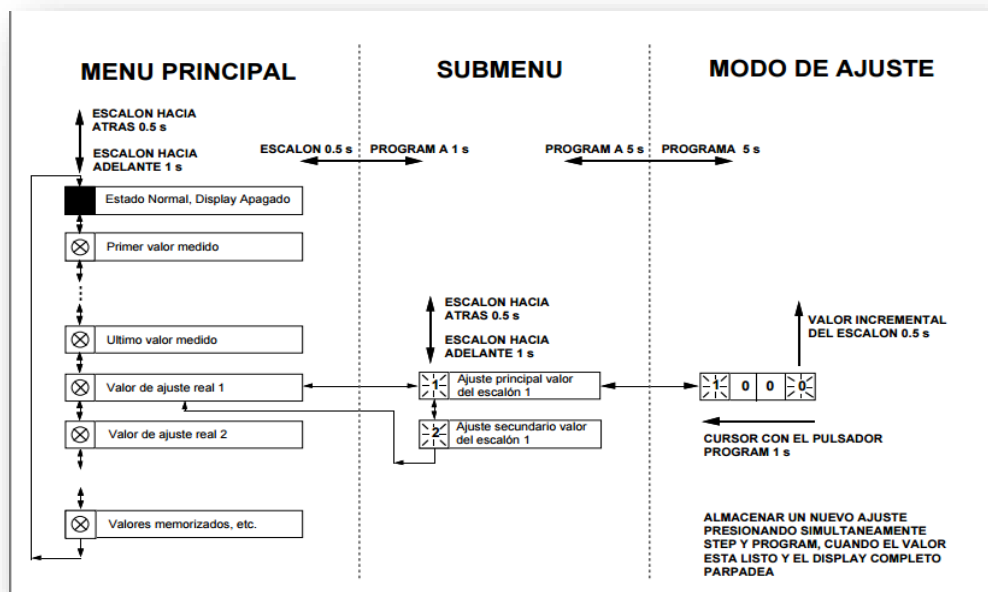 MENU PRINCIPAL
SUBMENU
MODO DE AJUSTE
ESCALON HACIA
ATRAS 0.5 s
ESCALON HACIA
ADELANTE 1 s
ESCALON 0.5 s
PROGRAM A 1 s
PROGRAM A 5 s
PROGRAMA 5 s
Estado Normal, Display Apagado
Primer valor medido
Ultimo valor medido
Valor de ajuste real 1
Valor de ajuste real 2
Valores memorizados, etc.
ESCALON HACIA
ATRAS 0.5 s
ESCALON HACIA
ADELANTE 1 s
1
Ajuste principal valor
del escalón 1
2
Ajuste secundario valor
del escalón 1
VALOR INCREMENTAL
DEL ESCALON 0.5 s
1 0 0 0
CURSOR CON EL PULSADOR
PROGRAM 1 s
ALMACENAR UN NUEVO AJUSTE
PRESIONANDO SIMULTANEAMENTE
STEP Y PROGRAM, CUANDO EL VALOR
ESTA LISTO Y EL DISPLAY COMPLETO
PARPADEA